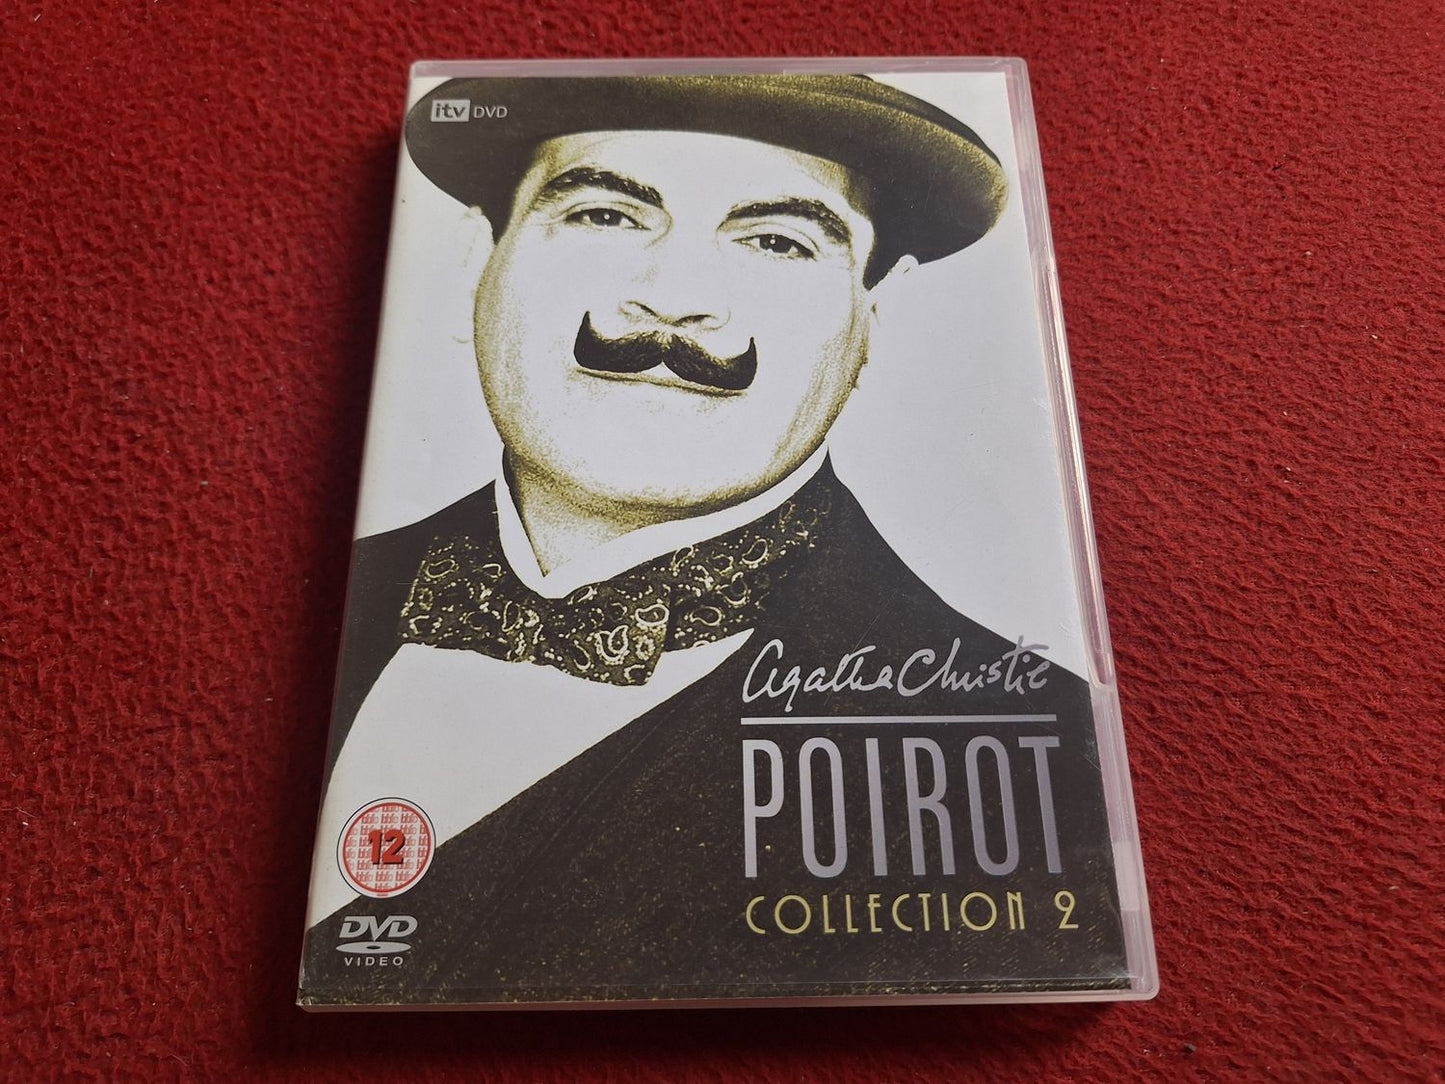 itv DVD
Agatha Christie
POIROT
COLLECTION 2
12
DVD
VIDEO